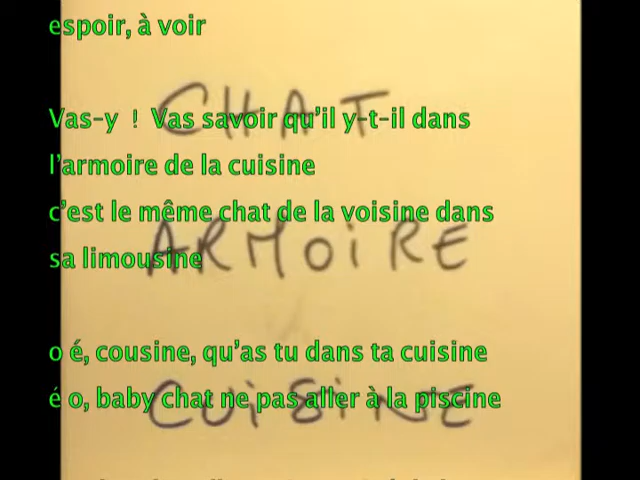 espoir, à voir
CHAT
Vas-y ! Vas savoir qu'il y-t-il dans
l'armoire de la cuisine
c'est le même chat de la voisine dans
ARMOIRE
sa limousine
o é, cousine, qu'as tu dans ta cuisine
é o, baby chat ne pas aller à la piscine
CUISINE